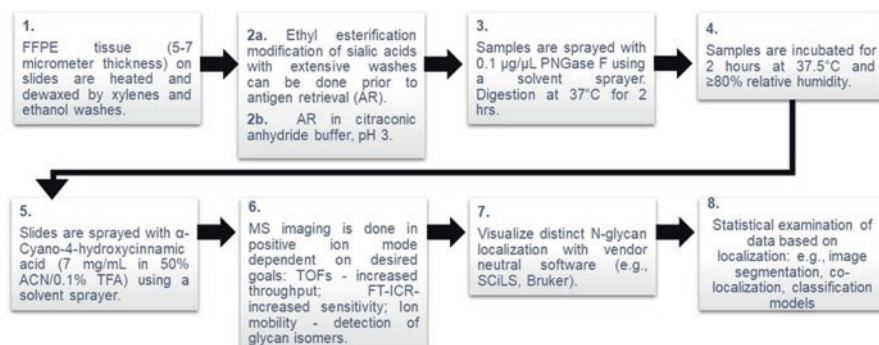 1.
FFPE tissue (5-7
micrometer thickness) on
slides are heated and
dewaxed by xylenes and
ethanol washes.
2a. Ethyl esterification
modification of sialic acids
with extensive washes
can be done prior to
antigen retrieval (AR).
2b. AR in citraconic
anhydride buffer, pH 3.
3.
Samples are sprayed with
0.1 µg/µL PNGase F using
a solvent sprayer.
Digestion at 37°C for 2
hrs.
4.
Samples are incubated for
2 hours at 37.5°C and
≥80% relative humidity.
5.
Slides are sprayed with α-
Cyano-4-hydroxycinnamic
acid (7 mg/mL in 50%
ACN/0.1% TFA) using a
solvent sprayer.
6.
MS imaging is done in
positive ion mode
dependent on desired
goals: TOFs - increased
throughput; FT-ICR-
increased sensitivity; Ion
mobility - detection of
glycan isomers.
7.
Visualize distinct N-glycan
localization with vendor
neutral software (e.g.,
SCiLS, Bruker).
8.
Statistical examination of
data based on
localization: e.g., image
segmentation, co-
localization, classification
models